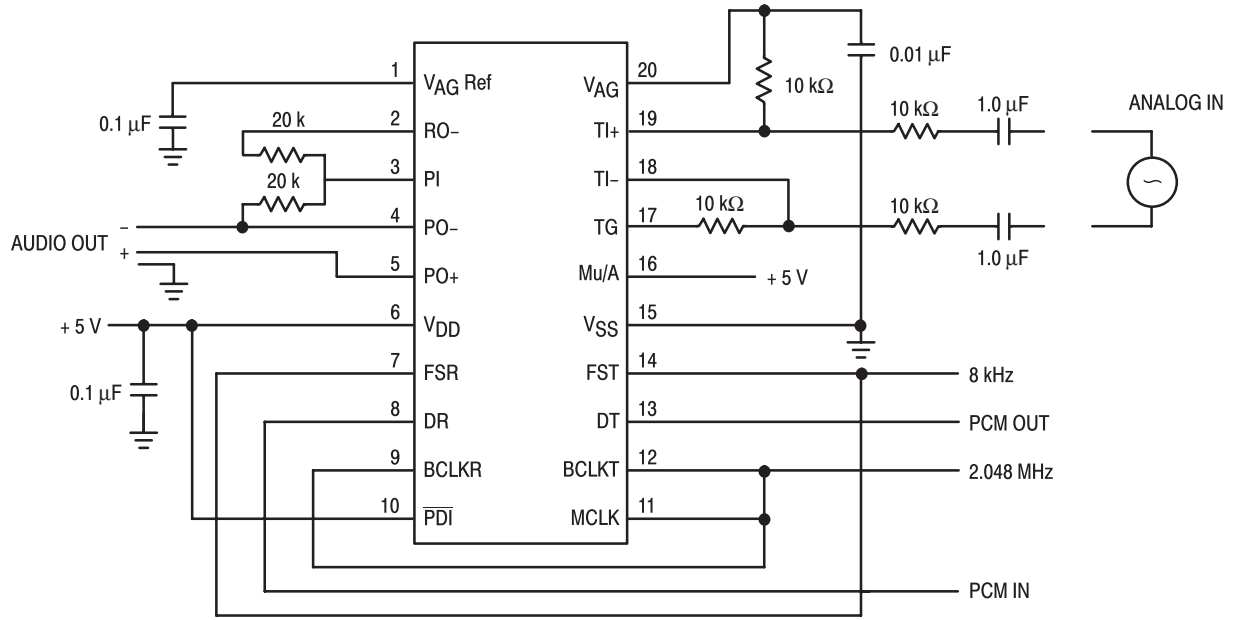 1 V_AG Ref
2 RO–
3 PI
4 PO–
5 PO+
6 V_DD
7 FSR
8 DR
9 BCLKR
10 PDI
V_AG 20
TI+ 19
TI– 18
TG 17
Mu/A 16
V_SS 15
FST 14
DT 13
BCLKT 12
MCLK 11
0.1 μF
20 k
20 k
AUDIO OUT
–
+
+ 5 V
0.1 μF
10 kΩ
0.01 μF
10 kΩ
1.0 μF
ANALOG IN
10 kΩ
10 kΩ
1.0 μF
+ 5 V
8 kHz
PCM OUT
2.048 MHz
PCM IN